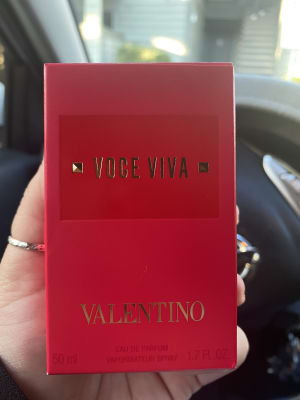 VOCE VIVA
VALENTINO
EAU DE PARFUM
50 ml VAPORISATEUR SPRAY 1.7 FL.OZ.